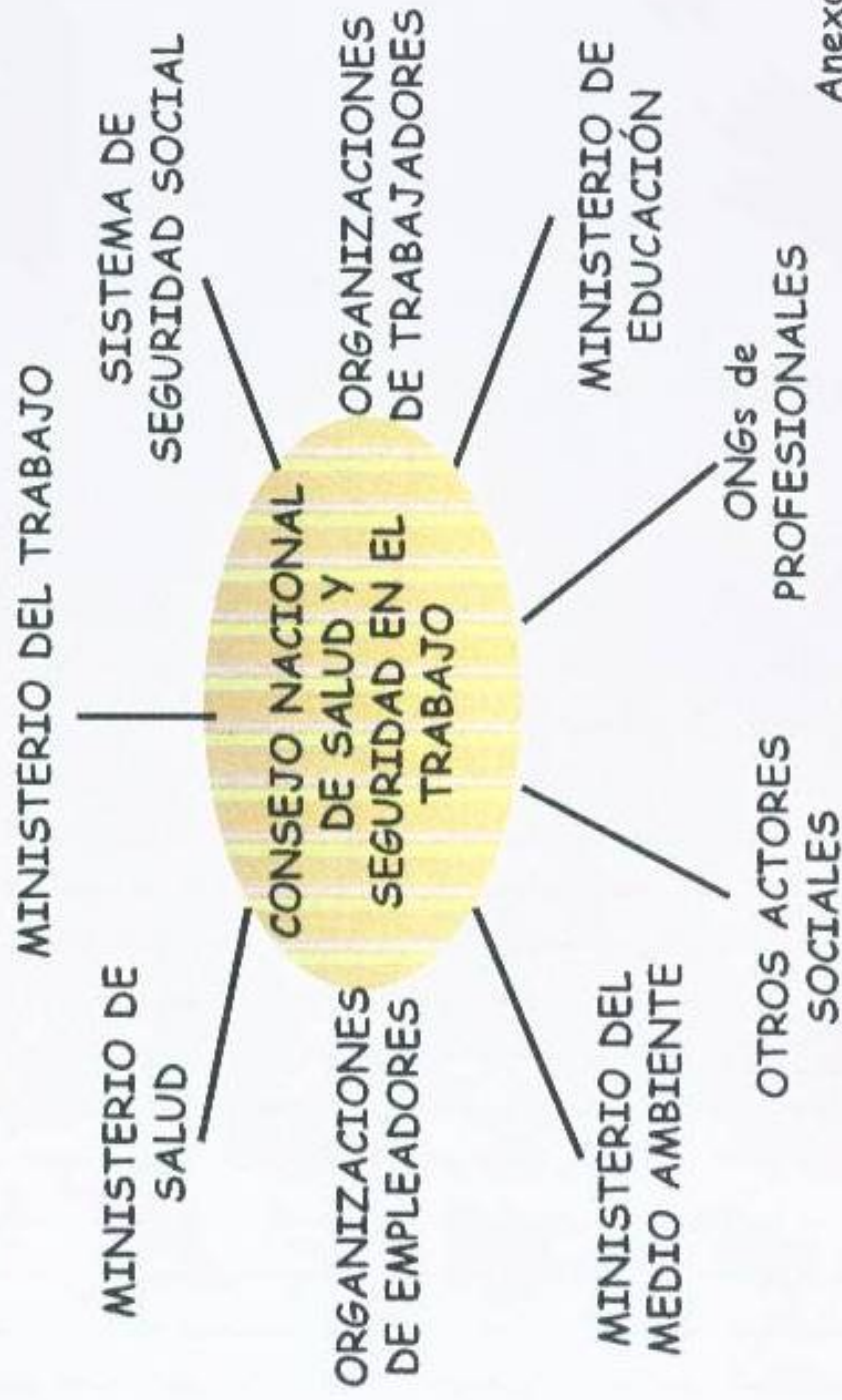 MINISTERIO DEL TRABAJO
MINISTERIO DE
SALUD
SISTEMA DE
SEGURIDAD SOCIAL
CONSEJO NACIONAL
DE SALUD Y
SEGURIDAD EN EL
TRABAJO
ORGANIZACIONES
DE EMPLEADORES
ORGANIZACIONES
DE TRABAJADORES
MINISTERIO DEL
MEDIO AMBIENTE
MINISTERIO DE
EDUCACIÓN
OTROS ACTORES
SOCIALES
ONGs de
PROFESIONALES